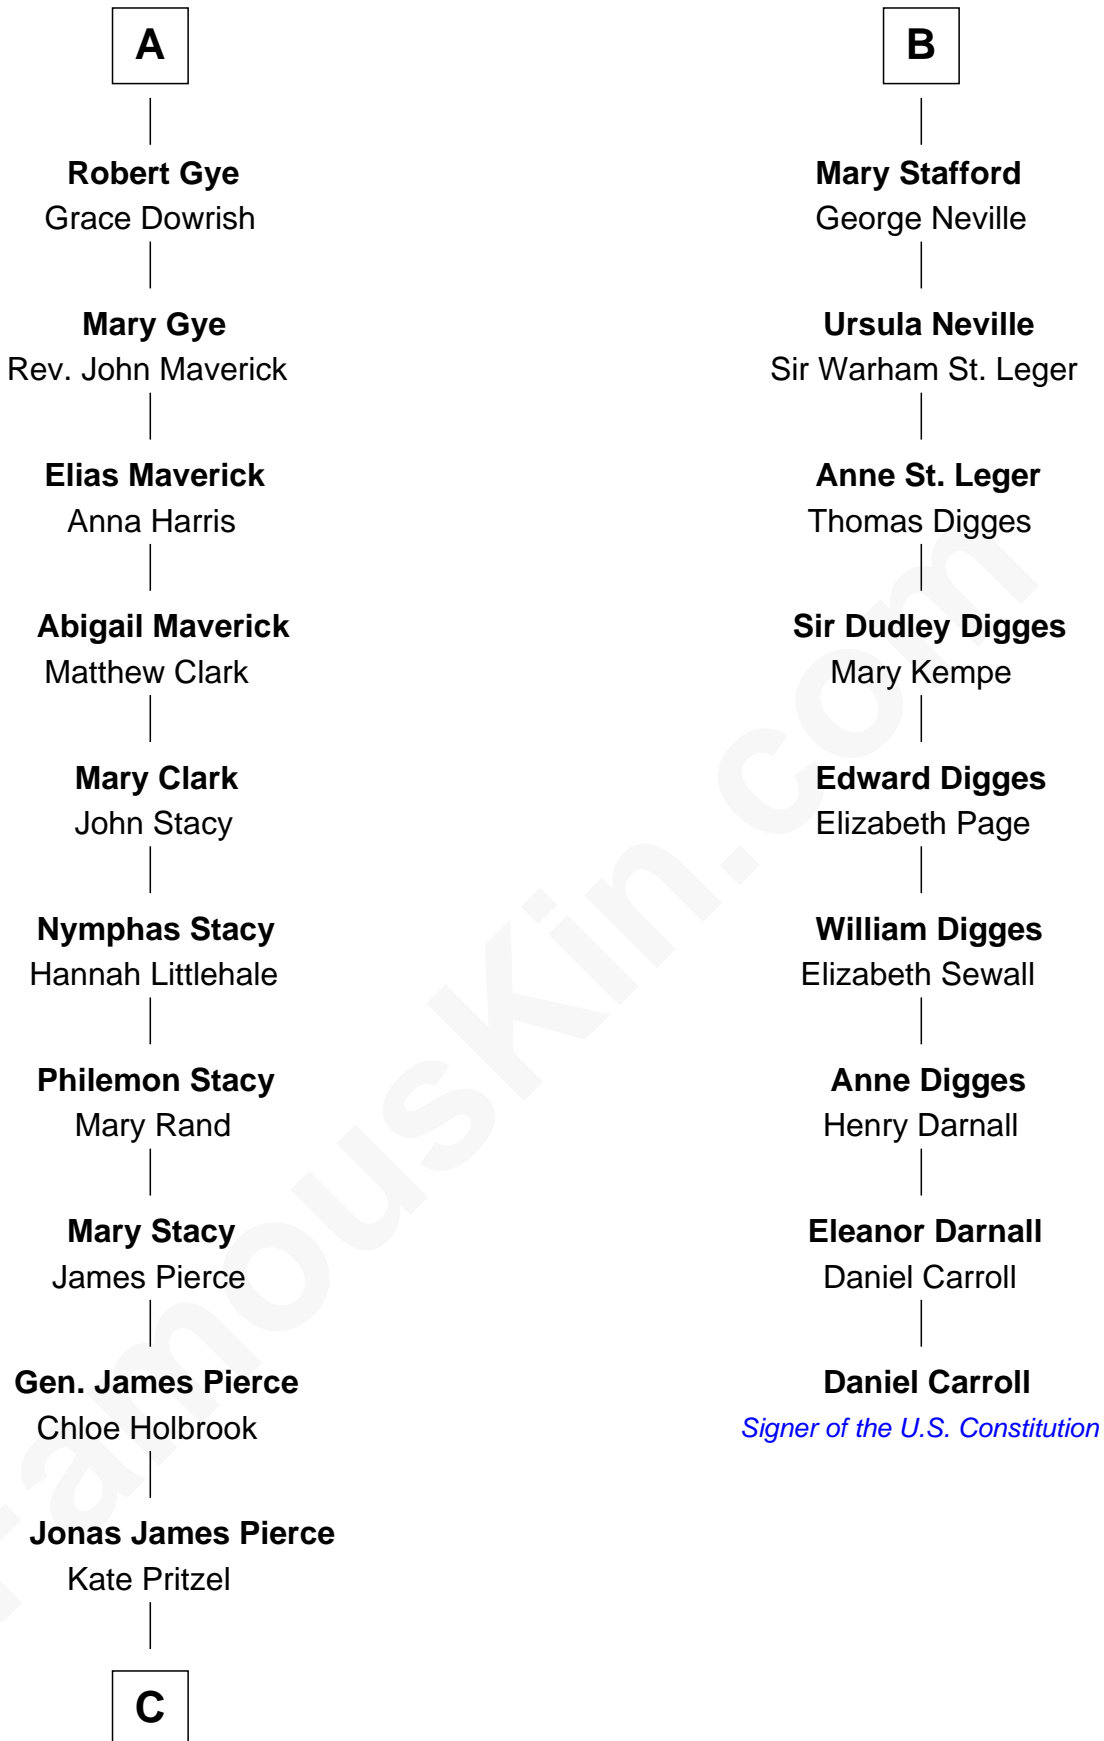 A
Robert Gye
Grace Dowrish
Mary Gye
Rev. John Maverick
Elias Maverick
Anna Harris
Abigail Maverick
Matthew Clark
Mary Clark
John Stacy
Nymphas Stacy
Hannah Littlehale
Philemon Stacy
Mary Rand
Mary Stacy
James Pierce
Gen. James Pierce
Chloe Holbrook
Jonas James Pierce
Kate Pritzel
C
B
Mary Stafford
George Neville
Ursula Neville
Sir Warham St. Leger
Anne St. Leger
Thomas Digges
Sir Dudley Digges
Mary Kempe
Edward Digges
Elizabeth Page
William Digges
Elizabeth Sewall
Anne Digges
Henry Darnall
Eleanor Darnall
Daniel Carroll
Daniel Carroll
Signer of the U.S. Constitution
FamousKin.com